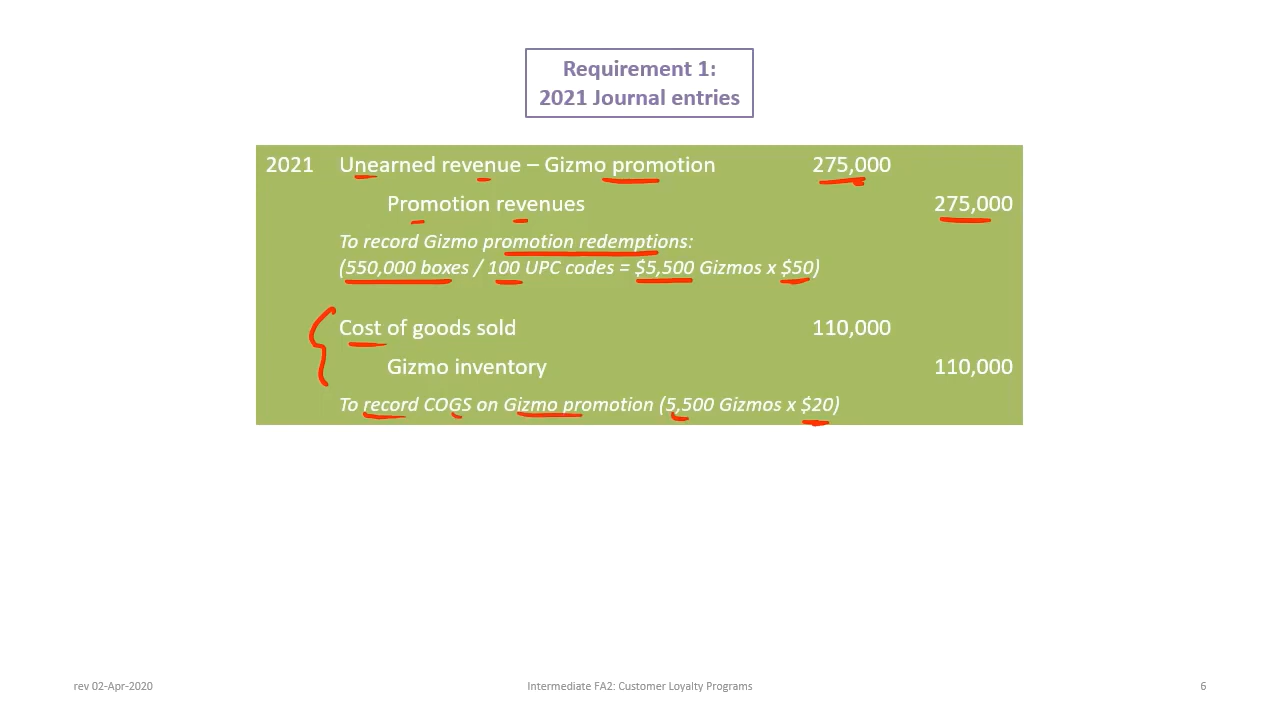 Requirement 1:
2021 Journal entries
2021 Unearned revenue – Gizmo promotion 275,000
Promotion revenues 275,000
To record Gizmo promotion redemptions:
(550,000 boxes / 100 UPC codes = $5,500 Gizmos x $50)
Cost of goods sold 110,000
Gizmo inventory 110,000
To record COGS on Gizmo promotion (5,500 Gizmos x $20)
rev 02-Apr-2020 Intermediate FA2: Customer Loyalty Programs 6